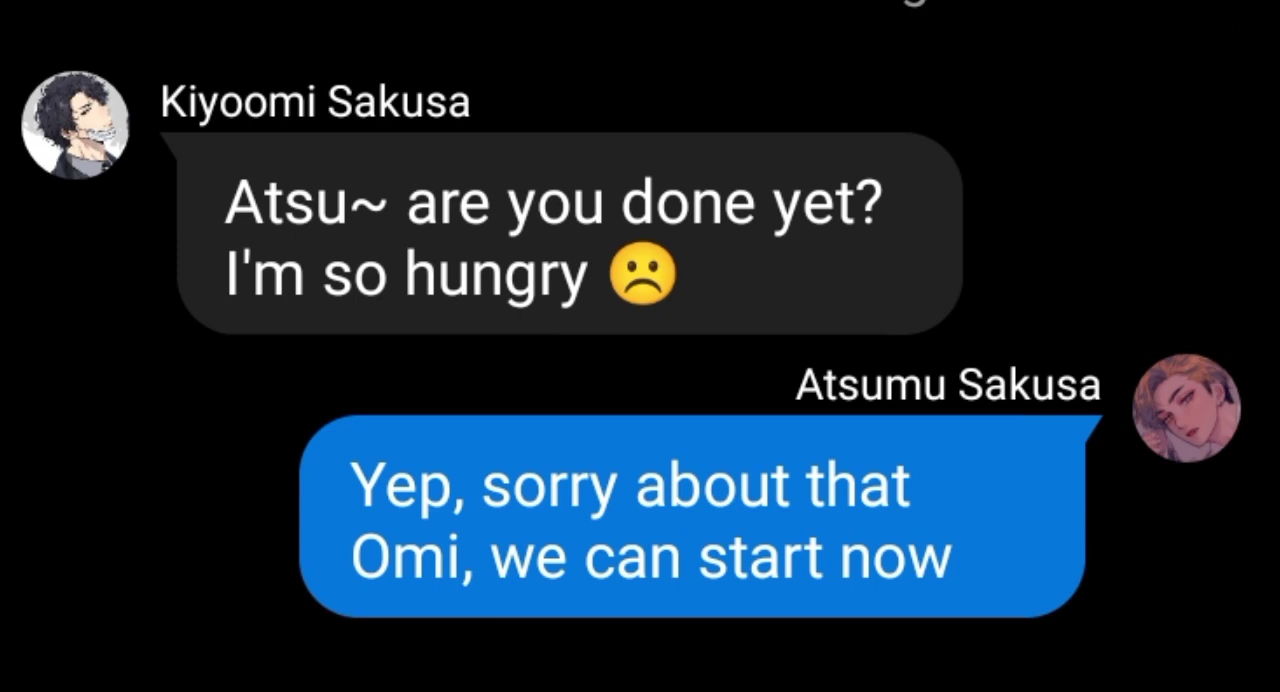 Kiyoomi Sakusa
Atsu~ are you done yet?
I'm so hungry ☹️
Atsumu Sakusa
Yep, sorry about that
Omi, we can start now